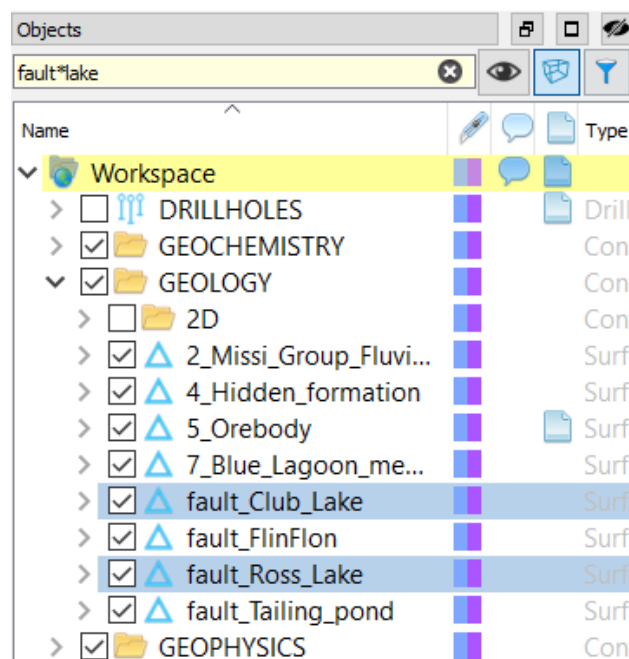 Objects
fault*lake
Name Type
Workspace
DRILLHOLES Drill
GEOCHEMISTRY Con
GEOLOGY Con
2D Con
2_Missi_Group_Fluvi... Surf
4_Hidden_formation Surf
5_Orebody Surf
7_Blue_Lagoon_me... Surf
fault_Club_Lake Surf
fault_FlinFlon Surf
fault_Ross_Lake Surf
fault_Tailing_pond Surf
GEOPHYSICS Con